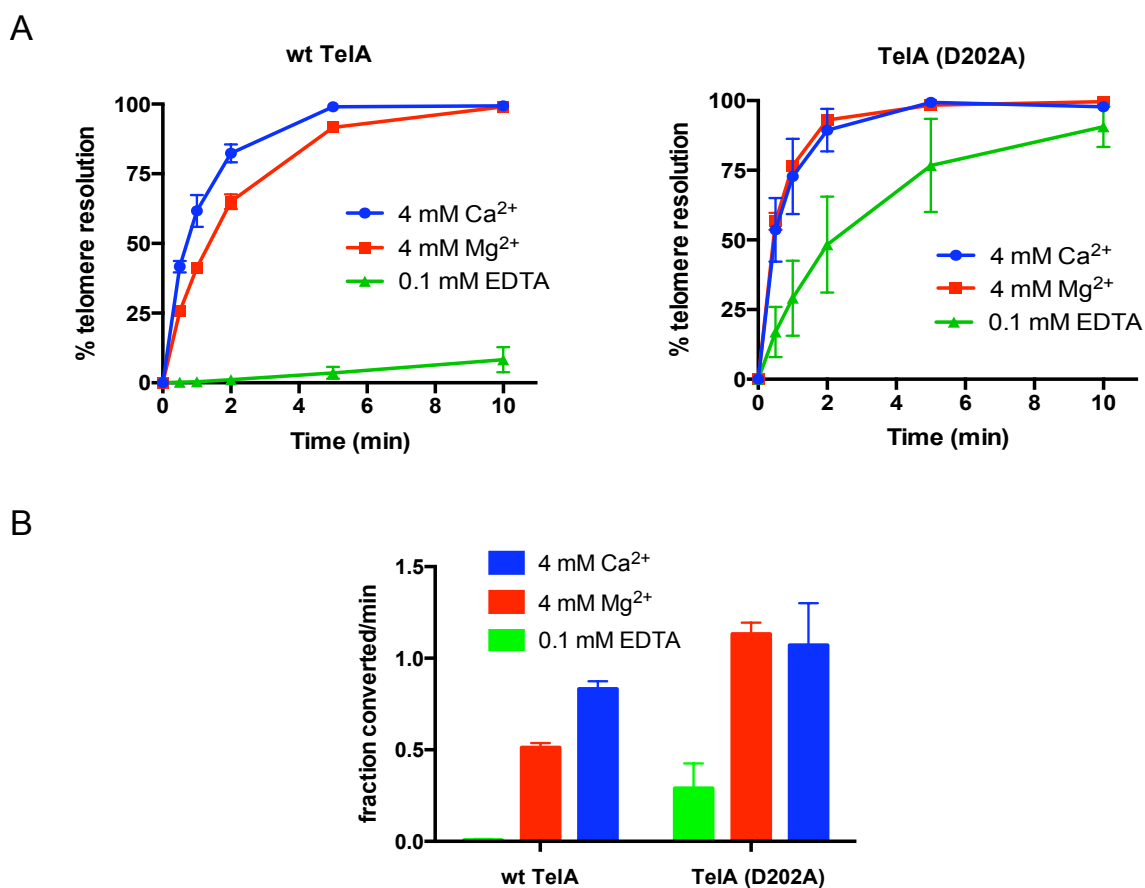 A
wt TelA
% telomere resolution
100
75
50
25
0
4 mM Ca²⁺
4 mM Mg²⁺
0.1 mM EDTA
0 2 4 6 8 10
Time (min)
TelA (D202A)
% telomere resolution
100
75
50
25
0
4 mM Ca²⁺
4 mM Mg²⁺
0.1 mM EDTA
0 2 4 6 8 10
Time (min)
B
fraction converted/min
1.5
1.0
0.5
0.0
4 mM Ca²⁺
4 mM Mg²⁺
0.1 mM EDTA
wt TelA TelA (D202A)